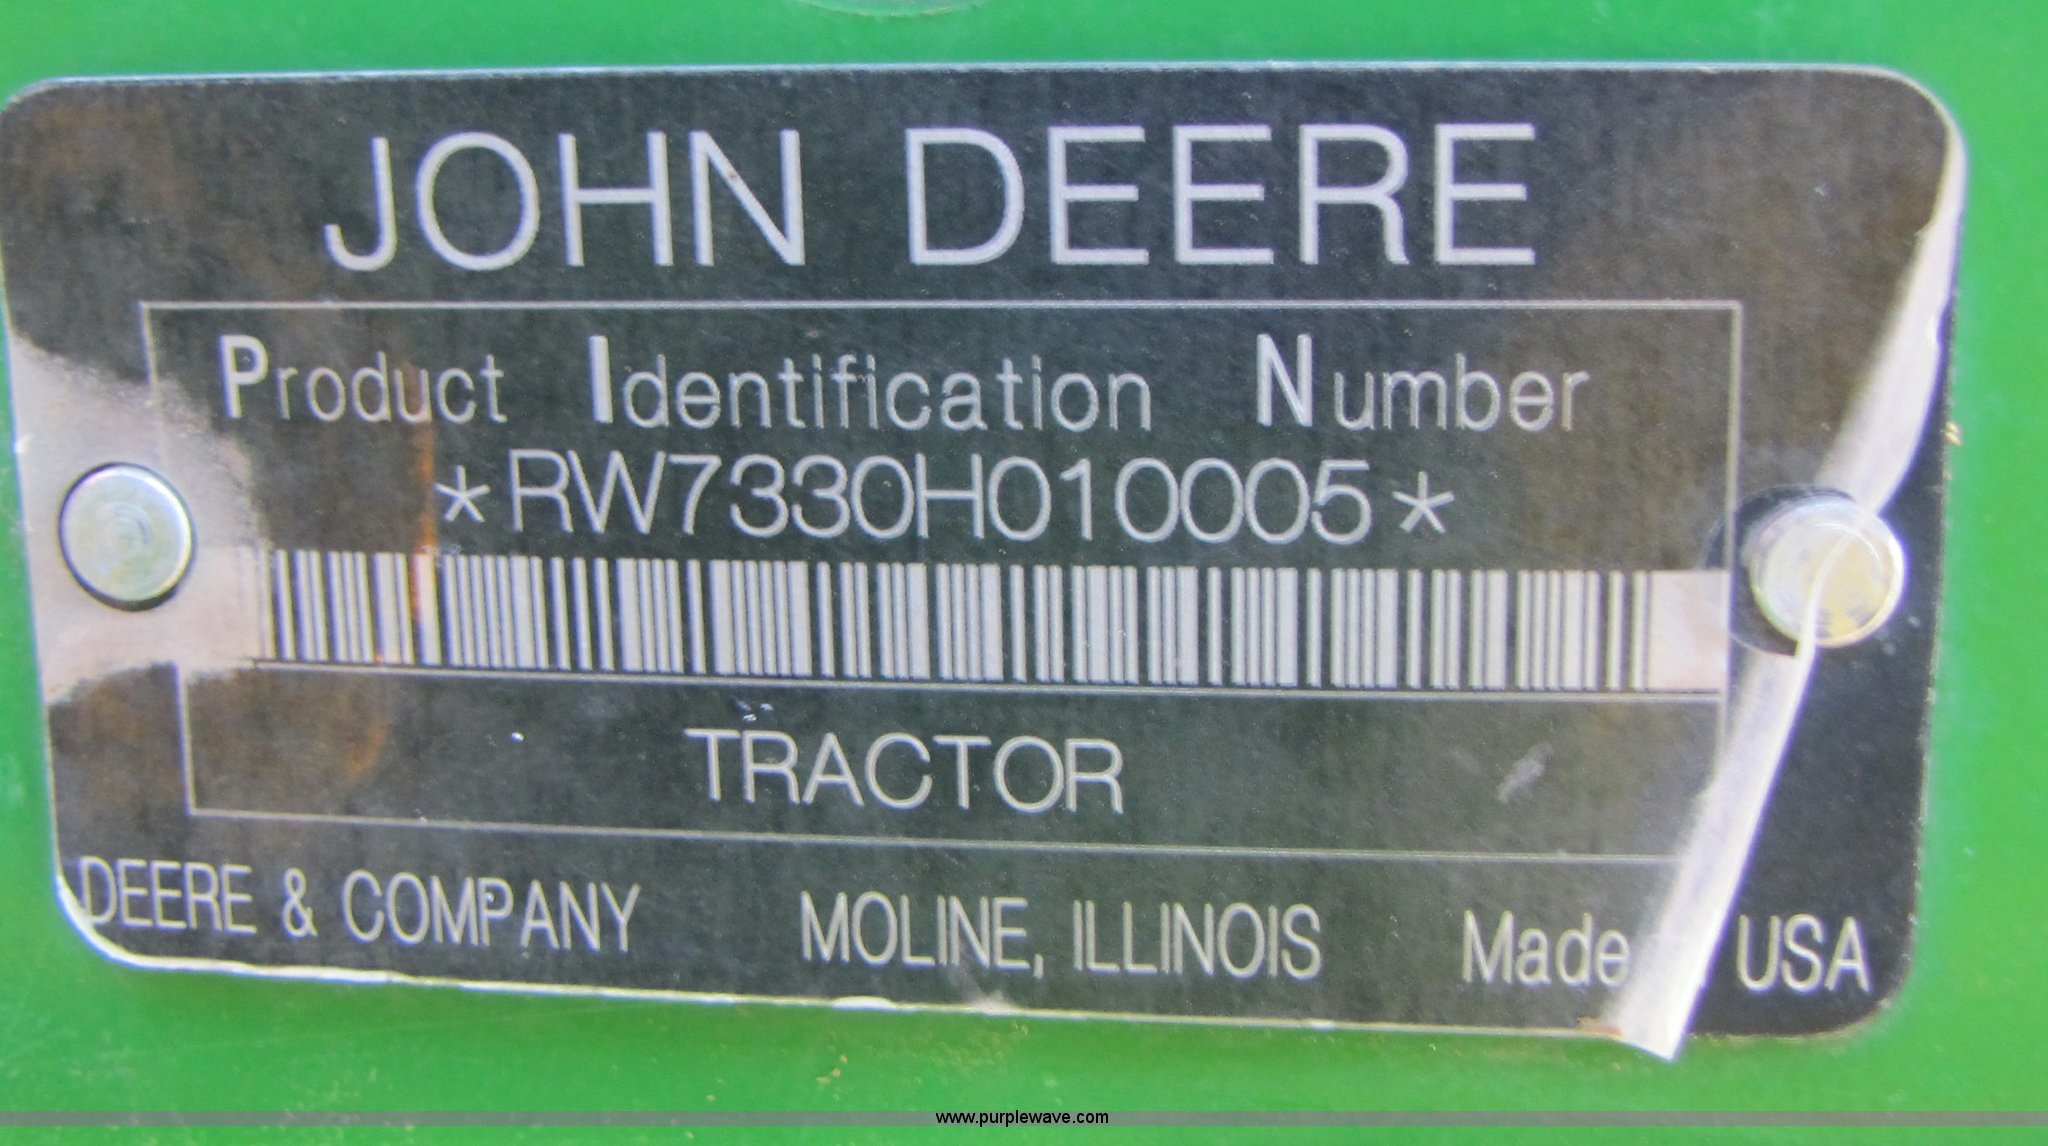 JOHN DEERE
Product Identification Number
*RW7330H010005*
TRACTOR
DEERE & COMPANY MOLINE, ILLINOIS Made USA
www.purplewave.com